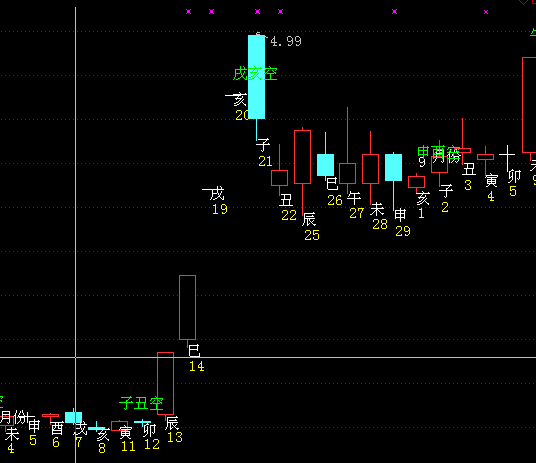 4.99
戌亥空
亥
20
子
21
戌
19
丑
22
辰
25
巳
26
午
27
未
28
申
29
9
月份
亥
1
子
2
丑
3
寅
4
卯
5
巳
14
子丑空
辰
13
月份
未
4
申
5
酉
6
戌
7
亥
8
寅
11
卯
12